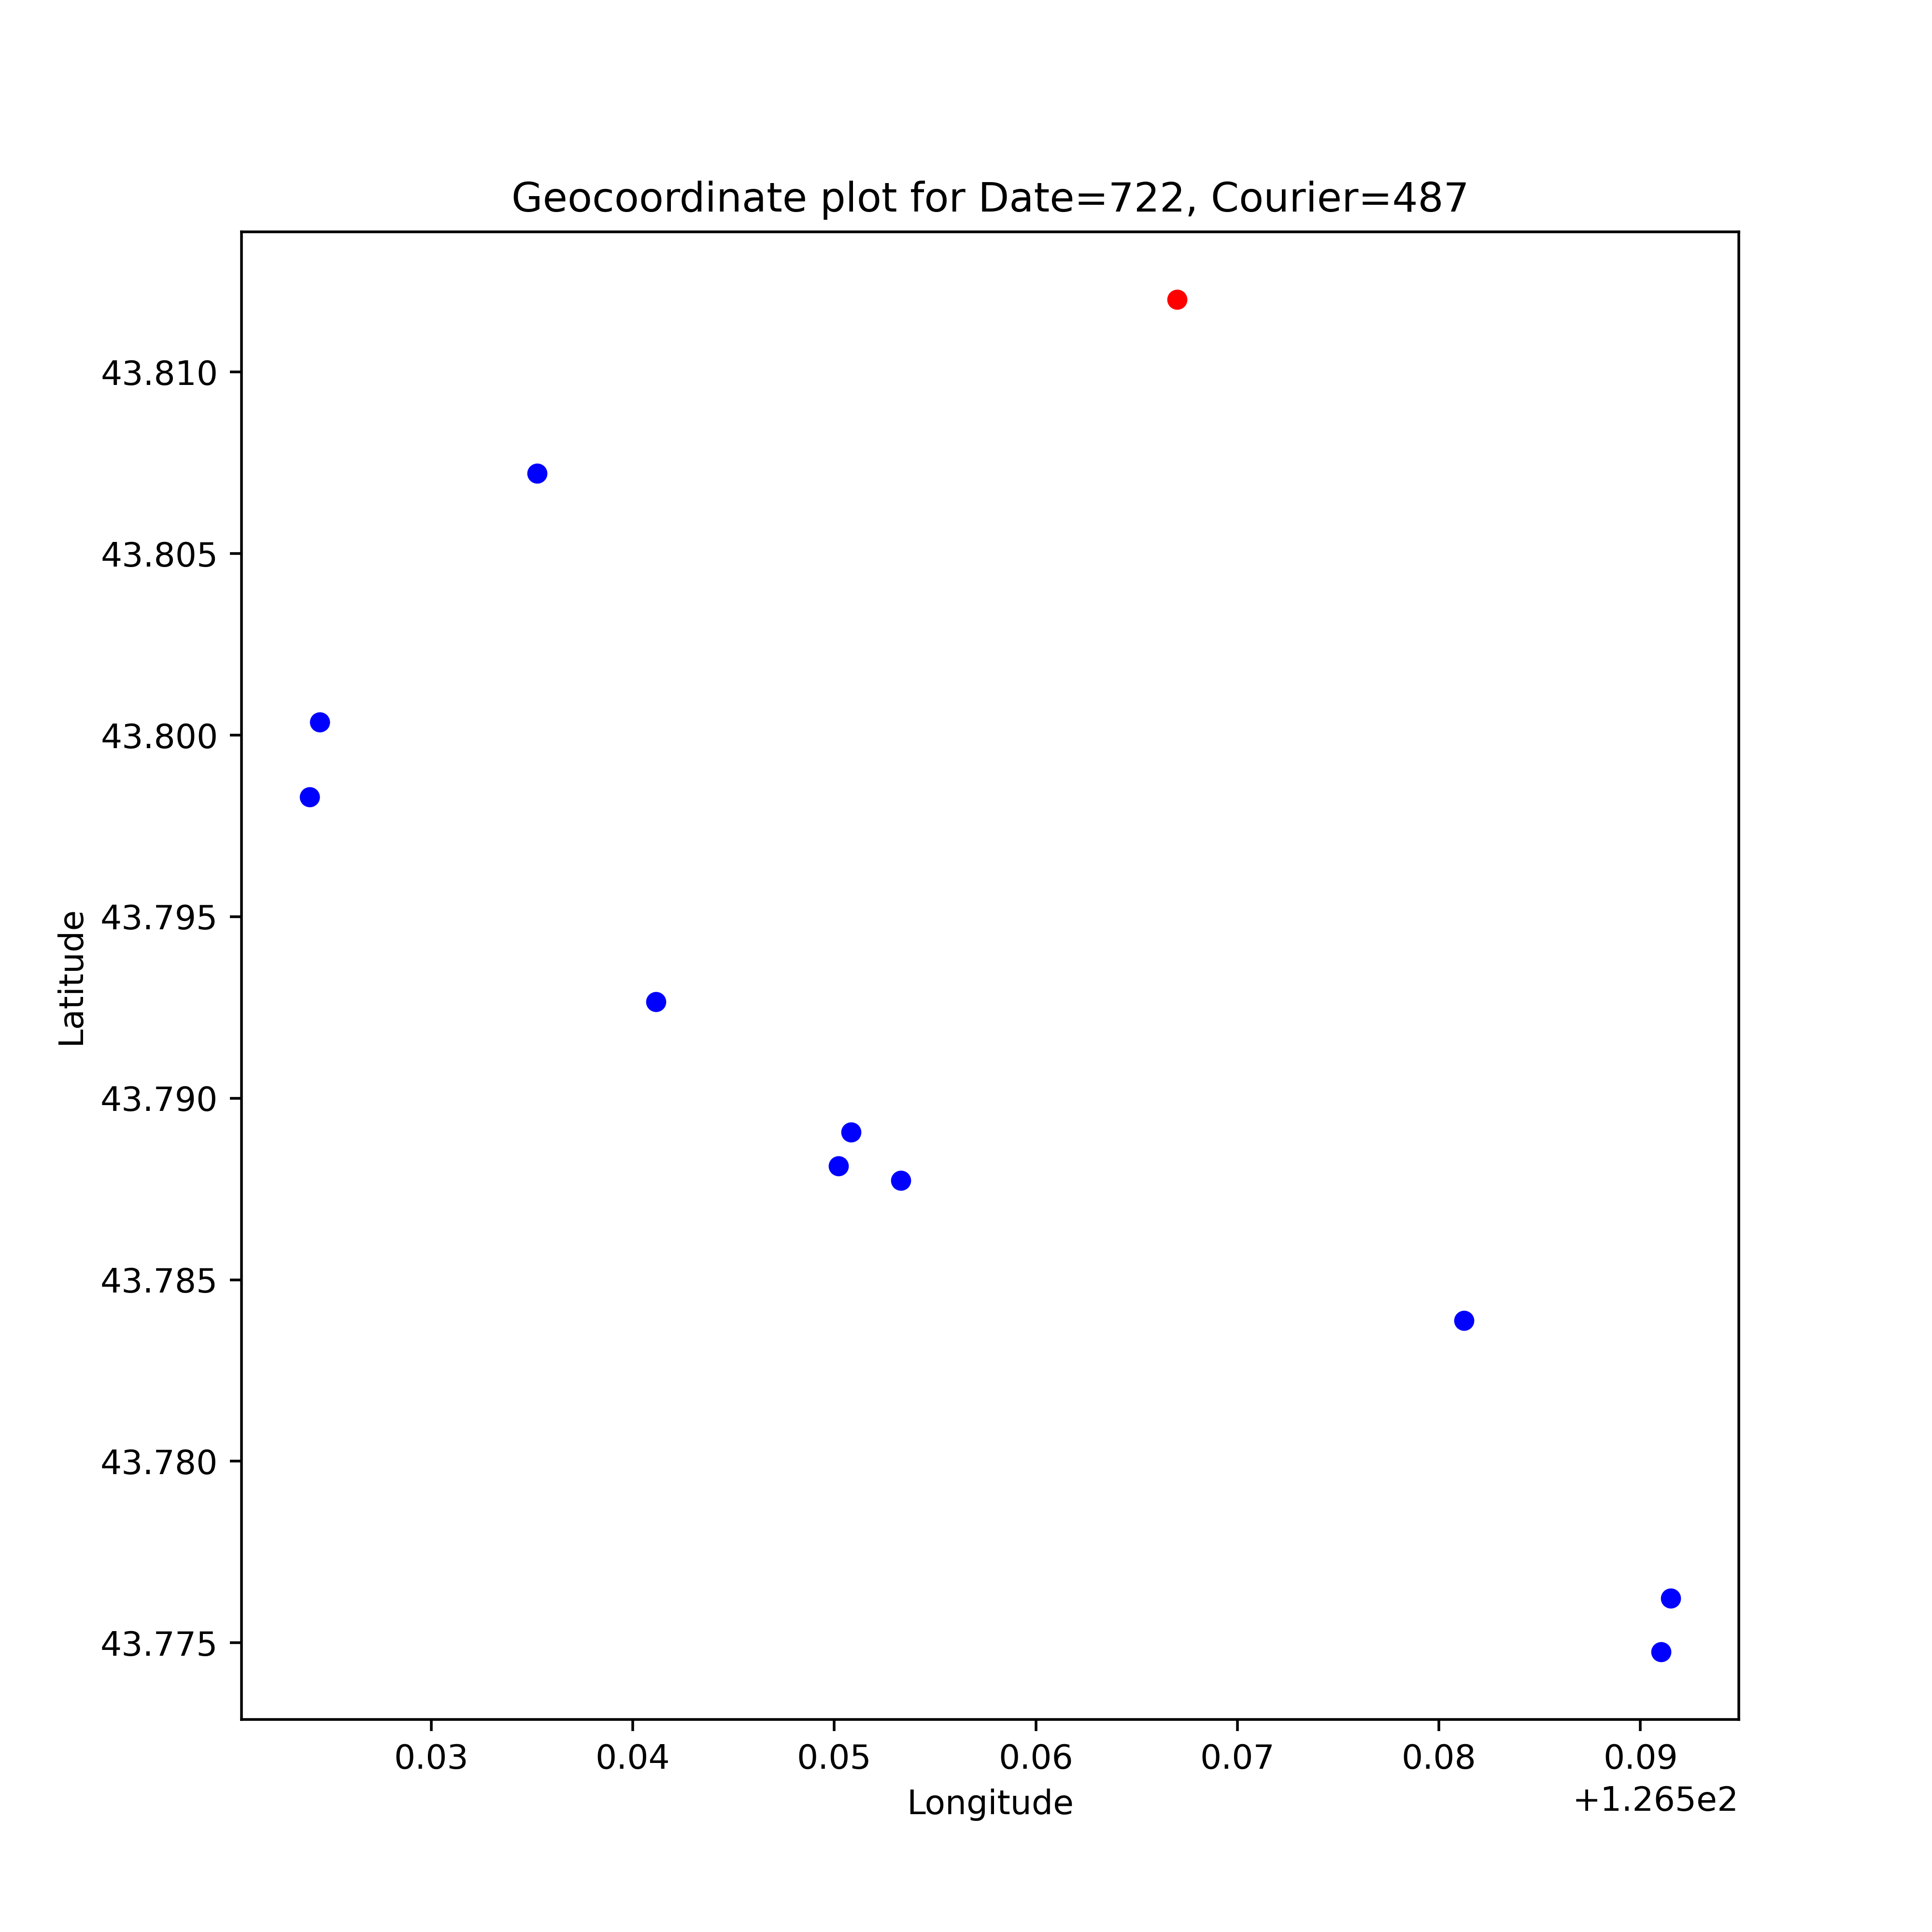 Geocoordinate plot for Date=722, Courier=487
43.810
43.805
43.800
43.795
43.790
43.785
43.780
43.775
Latitude
0.03 0.04 0.05 0.06 0.07 0.08 0.09
+1.265e2
Longitude